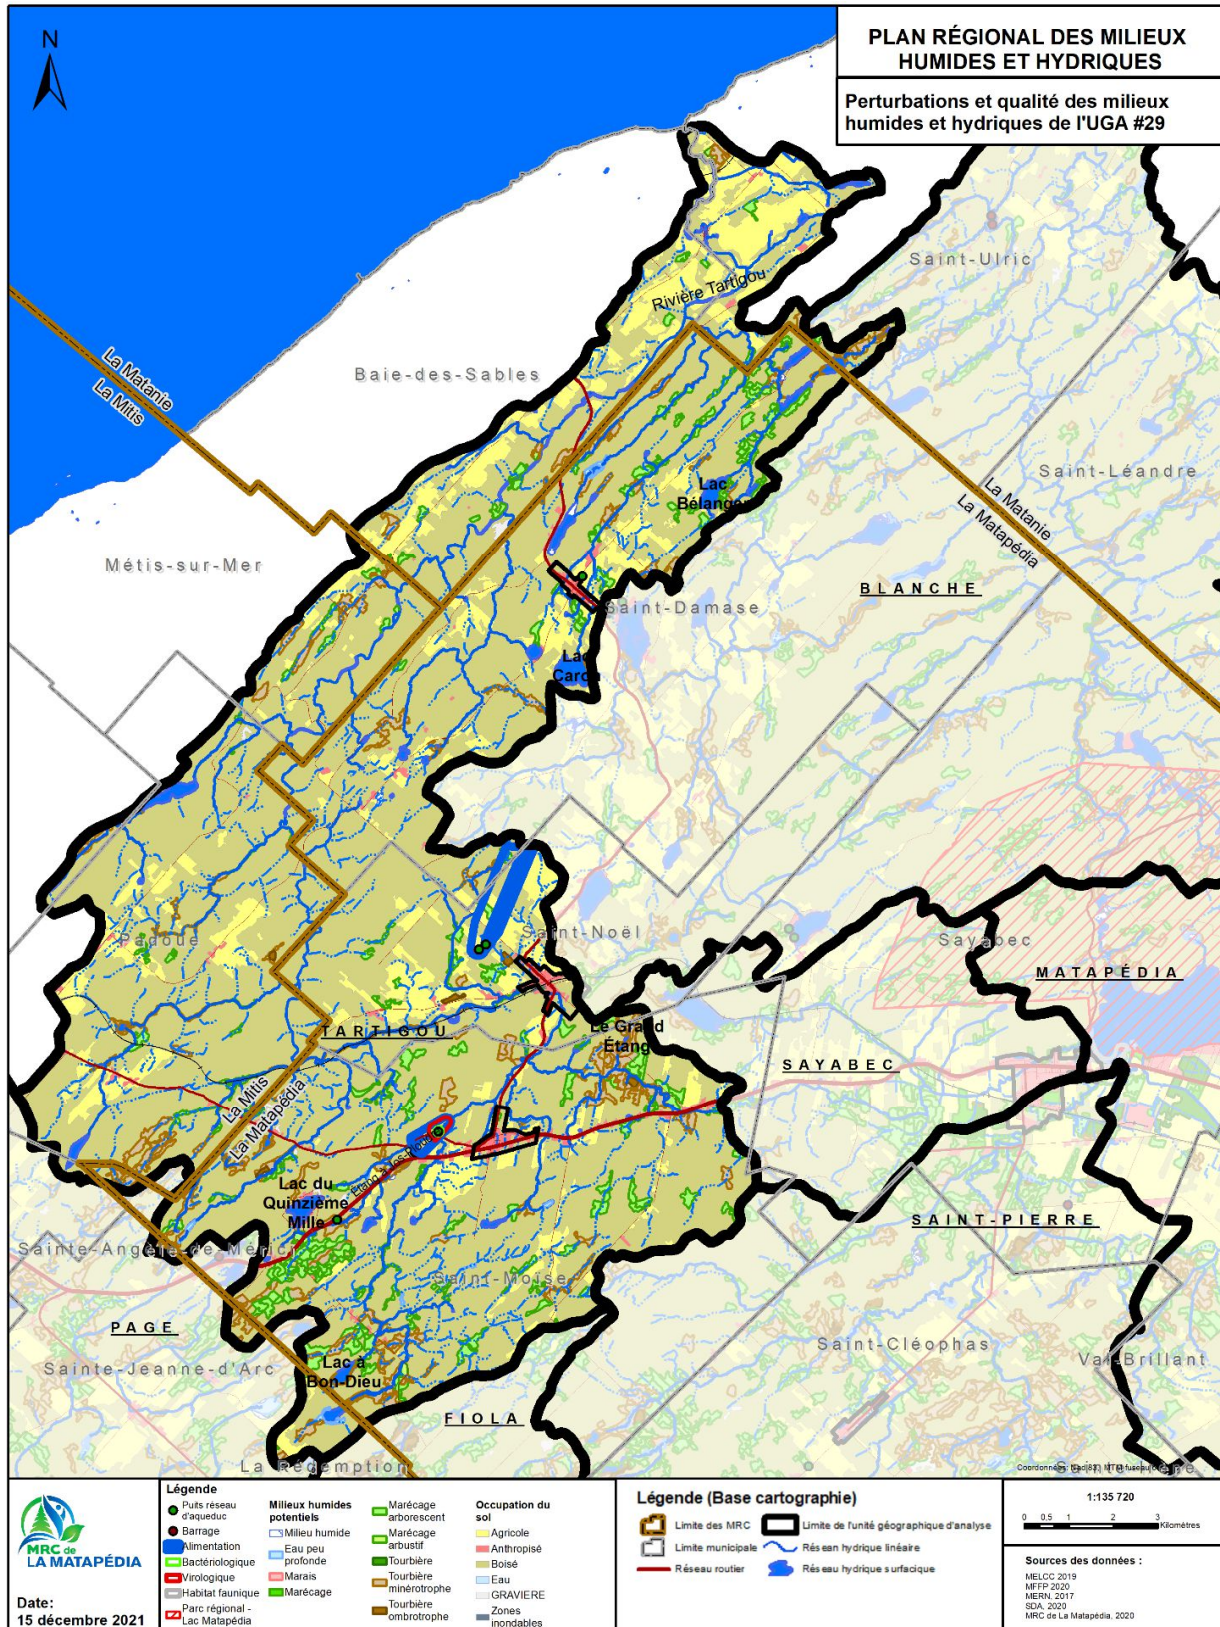 PLAN RÉGIONAL DES MILIEUX
HUMIDES ET HYDRIQUES
Perturbations et qualité des milieux
humides et hydriques de l'UGA #29
N
Saint-Ulric
Rivière Tartigou
La Matanie
La Mitis
Baie-des-Sables
Saint-Léandre
Lac
Bélanger
La Matanie
La Matapédia
Métis-sur-Mer
BLANCHE
Saint-Damase
Lac
Caron
Padoue
Saint-Noël
Sayabec
MATAPÉDIA
TARTIGOU
Le Grand
Étang
SAYABEC
La Mitis
La Matapédia
Étang à
Lac du
Quinzième
Mille
SAINT-PIERRE
Sainte-Angèle-de-Mérici
Saint-Moïse
PAGE
Saint-Cléophas
Val-Brillant
Sainte-Jeanne-d'Arc
Lac à
Bon-Dieu
FIOLA
La Rédemption
MRC de
LA MATAPÉDIA
Date:
15 décembre 2021
Légende
Puits réseau
d'aqueduc
Barrage
Alimentation
Bactériologique
Virologique
Habitat faunique
Parc régional -
Lac Matapédia
Milieux humides
potentiels
Milieu humide
Eau peu
profonde
Marais
Marécage
Marécage
arborescent
Marécage
arbustif
Tourbière
Tourbière
minérotrophe
Tourbière
ombrotrophe
Occupation du
sol
Agricole
Anthropisé
Boisé
Eau
GRAVIERE
Zones
inondables
Légende (Base cartographie)
Limite des MRC
Limite municipale
Réseau routier
Limite de l'unité géographique d'analyse
Réseau hydrique linéaire
Réseau hydrique surfacique
1:135 720
0 0,5 1 2 3
Kilomètres
Sources des données :
MELCC 2019
MFFP 2020
MERN, 2017
SDA, 2020
MRC de La Matapédia, 2020